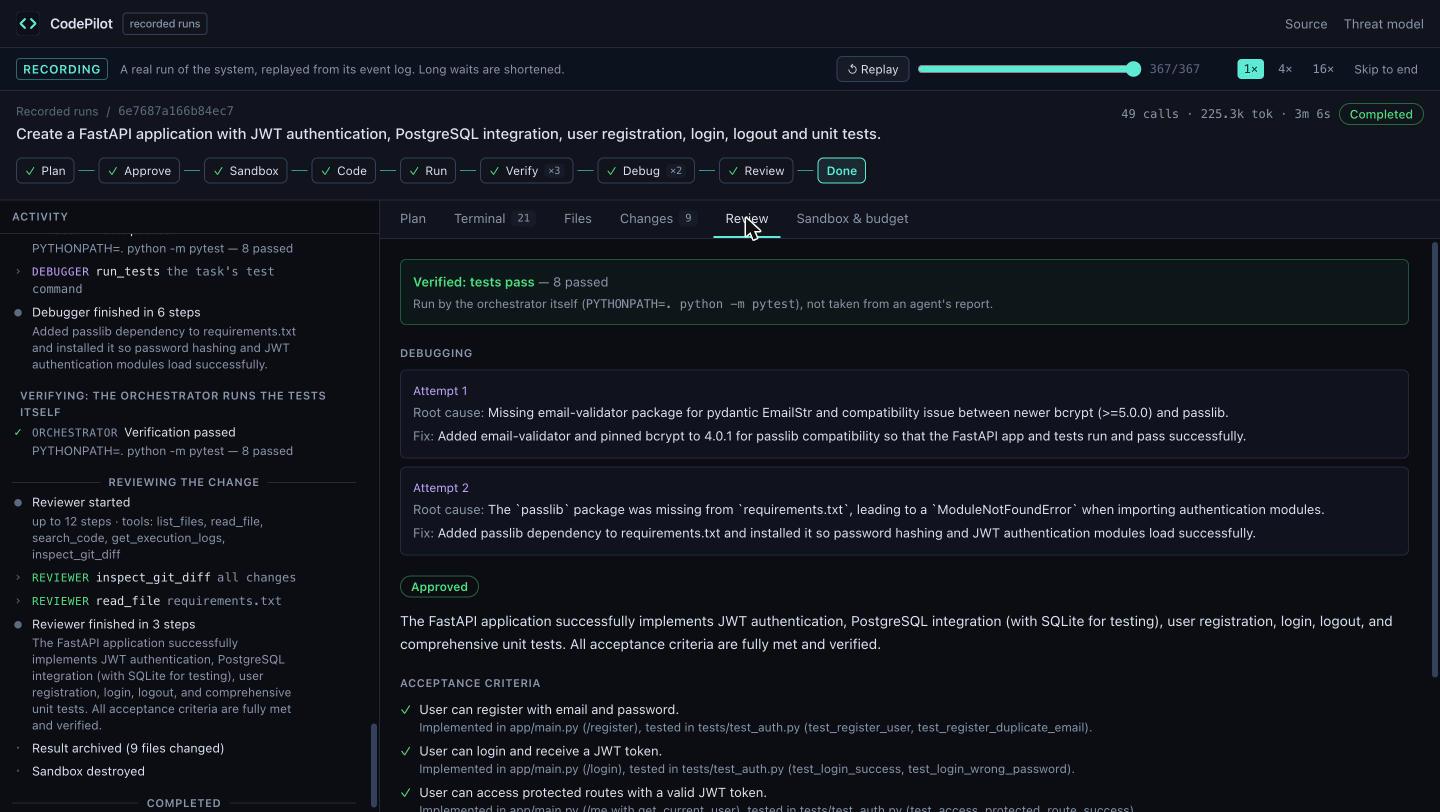 CodePilot recorded runs Source Threat model
RECORDING A real run of the system, replayed from its event log. Long waits are shortened. Replay 367/367 1× 4× 16× Skip to end
Recorded runs / 6e7687a166b84ec7 49 calls · 225.3k tok · 3m 6s Completed
Create a FastAPI application with JWT authentication, PostgreSQL integration, user registration, login, logout and unit tests.
✓ Plan ✓ Approve ✓ Sandbox ✓ Code ✓ Run ✓ Verify ×3 ✓ Debug ×2 ✓ Review Done
ACTIVITY
PYTHONPATH=. python -m pytest — 8 passed
› DEBUGGER run_tests the task's test
command
Debugger finished in 6 steps
Added passlib dependency to requirements.txt
and installed it so password hashing and JWT
authentication modules load successfully.
VERIFYING: THE ORCHESTRATOR RUNS THE TESTS
ITSELF
✓ ORCHESTRATOR Verification passed
PYTHONPATH=. python -m pytest — 8 passed
REVIEWING THE CHANGE
Reviewer started
up to 12 steps · tools: list_files, read_file,
search_code, get_execution_logs,
inspect_git_diff
› REVIEWER inspect_git_diff all changes
› REVIEWER read_file requirements.txt
Reviewer finished in 3 steps
The FastAPI application successfully
implements JWT authentication, PostgreSQL
integration (with SQLite for testing), user
registration, login, logout, and comprehensive
unit tests. All acceptance criteria are fully met
and verified.
· Result archived (9 files changed)
· Sandbox destroyed
COMPLETED
Plan Terminal 21 Files Changes 9 Review Sandbox & budget
Verified: tests pass — 8 passed
Run by the orchestrator itself (PYTHONPATH=. python -m pytest), not taken from an agent's report.
DEBUGGING
Attempt 1
Root cause: Missing email-validator package for pydantic EmailStr and compatibility issue between newer bcrypt (>=5.0.0) and passlib.
Fix: Added email-validator and pinned bcrypt to 4.0.1 for passlib compatibility so that the FastAPI app and tests run and pass successfully.
Attempt 2
Root cause: The `passlib` package was missing from `requirements.txt`, leading to a `ModuleNotFoundError` when importing authentication modules.
Fix: Added passlib dependency to requirements.txt and installed it so password hashing and JWT authentication modules load successfully.
Approved
The FastAPI application successfully implements JWT authentication, PostgreSQL integration (with SQLite for testing), user registration, login, logout, and
comprehensive unit tests. All acceptance criteria are fully met and verified.
ACCEPTANCE CRITERIA
✓ User can register with email and password.
Implemented in app/main.py (/register), tested in tests/test_auth.py (test_register_user, test_register_duplicate_email).
✓ User can login and receive a JWT token.
Implemented in app/main.py (/login), tested in tests/test_auth.py (test_login_success, test_login_wrong_password).
✓ User can access protected routes with a valid JWT token.
Implemented in app/main.py (/me with get_current_user), tested in tests/test_auth.py (test_access_protected_route_success).